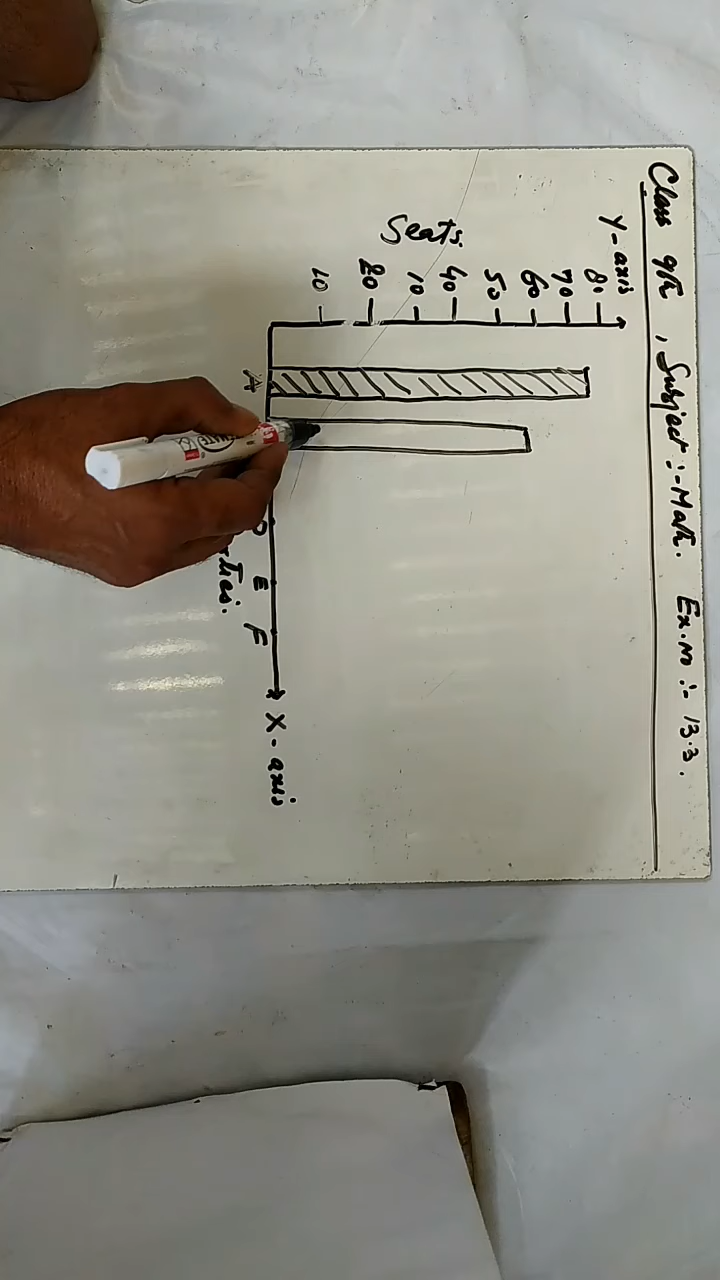 Class 9th, Subject :- Math. Ex.No :- 13.3.
Y-axis
80
70
60
50
40
10
20
10
Seats.
A
D E F
X-axis